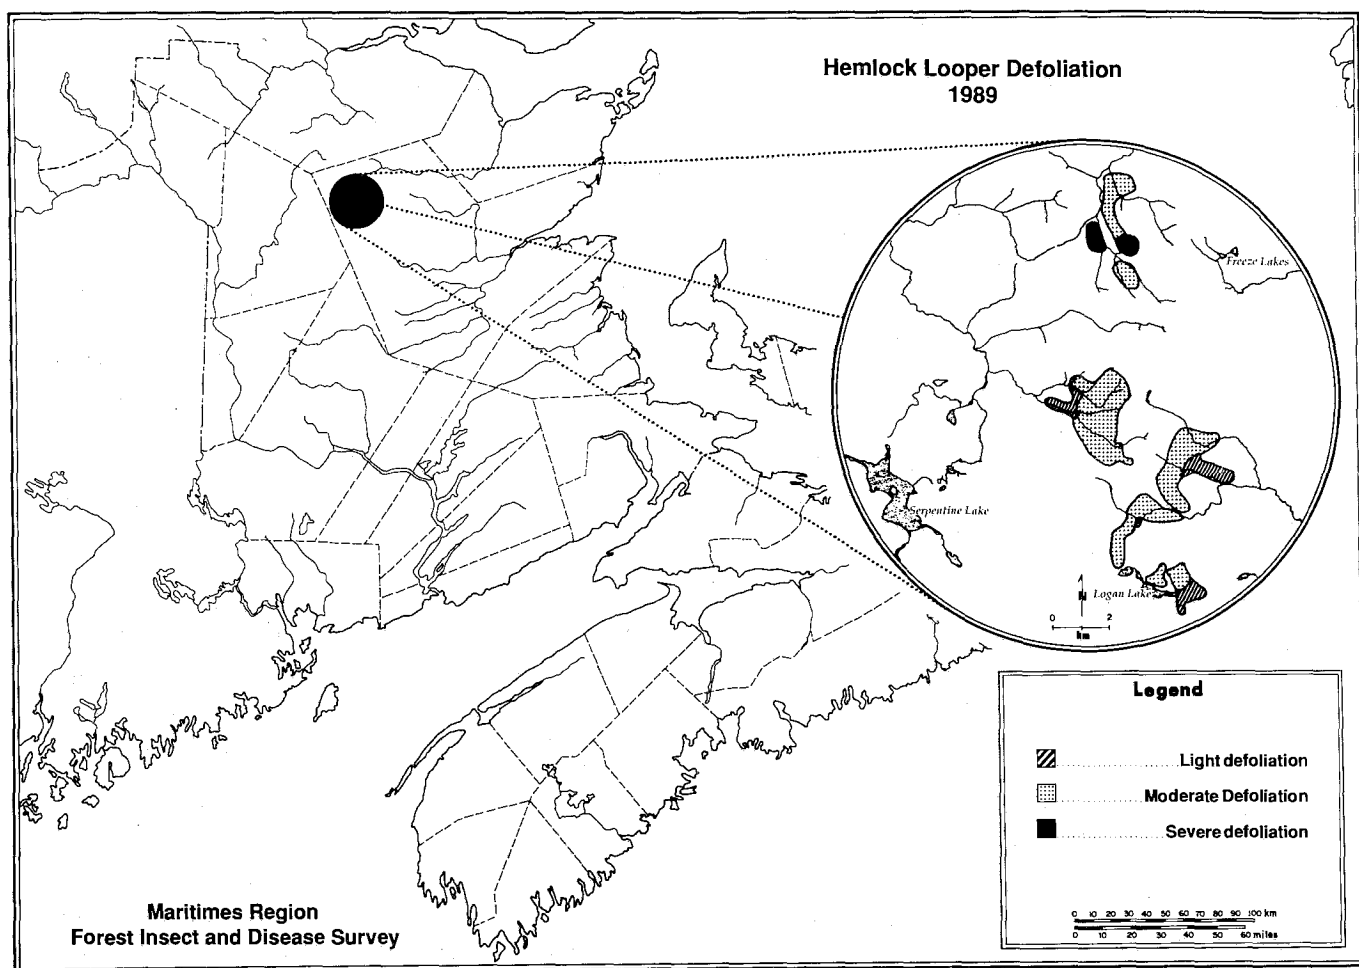 Hemlock Looper Defoliation
1989
Freeze Lakes
Serpentine Lake
Logan Lake
N
0 2
km
Legend
Light defoliation
Moderate Defoliation
Severe defoliation
0 10 20 30 40 50 60 70 80 90 100 km
0 10 20 30 40 50 60 miles
Maritimes Region
Forest Insect and Disease Survey